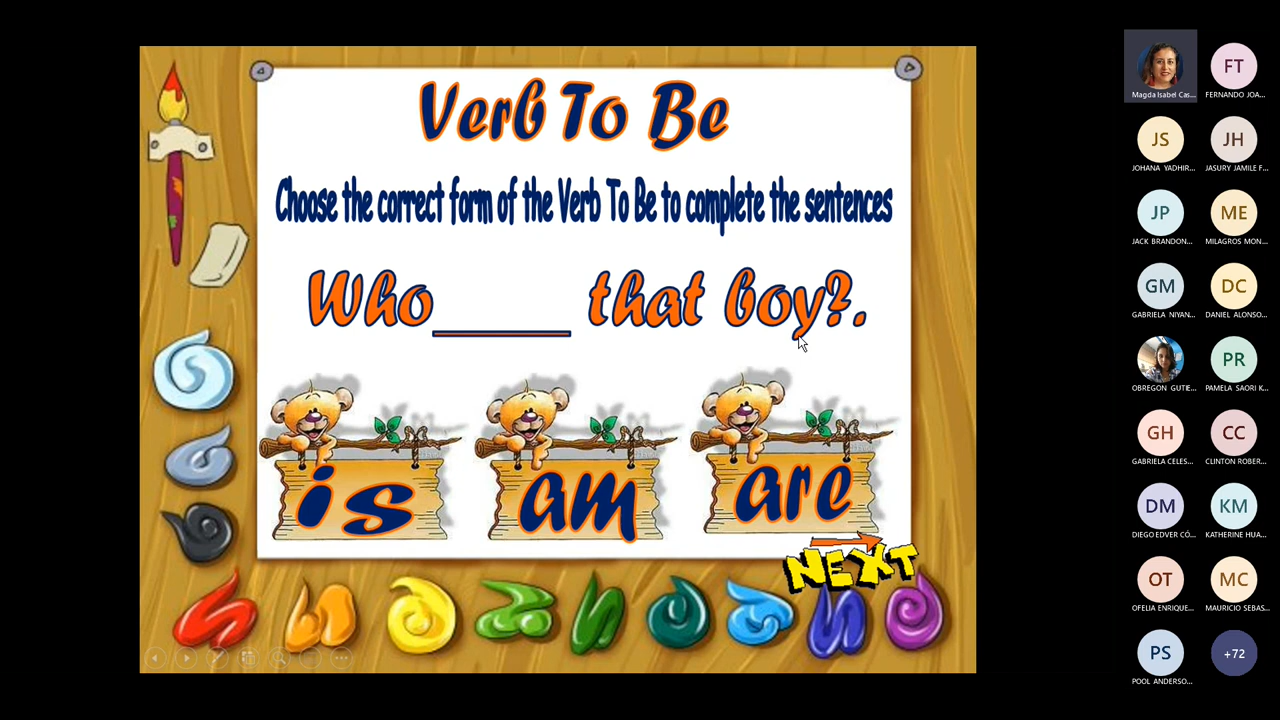 Verb To Be
Choose the correct form of the Verb To Be to complete the sentences
Who_____ that boy?.
is
am
are
NEXT
Magda Isabel Cas...
FT
FERNANDO JOA...
JS
JOHANA YADHIR...
JH
JASURY JAMILE F...
JP
JACK BRANDON...
ME
MILAGROS MON...
GM
GABRIELA NIYAN...
DC
DANIEL ALONSO...
OBREGON GUTIE...
PR
PAMELA SAORI K...
GH
GABRIELA CELES...
CC
CLINTON ROBER...
DM
DIEGO EDVER CÓ...
KM
KATHERINE HUA...
OT
OFELIA ENRIQUE...
MC
MAURICIO SEBAS...
PS
POOL ANDERSO...
+72